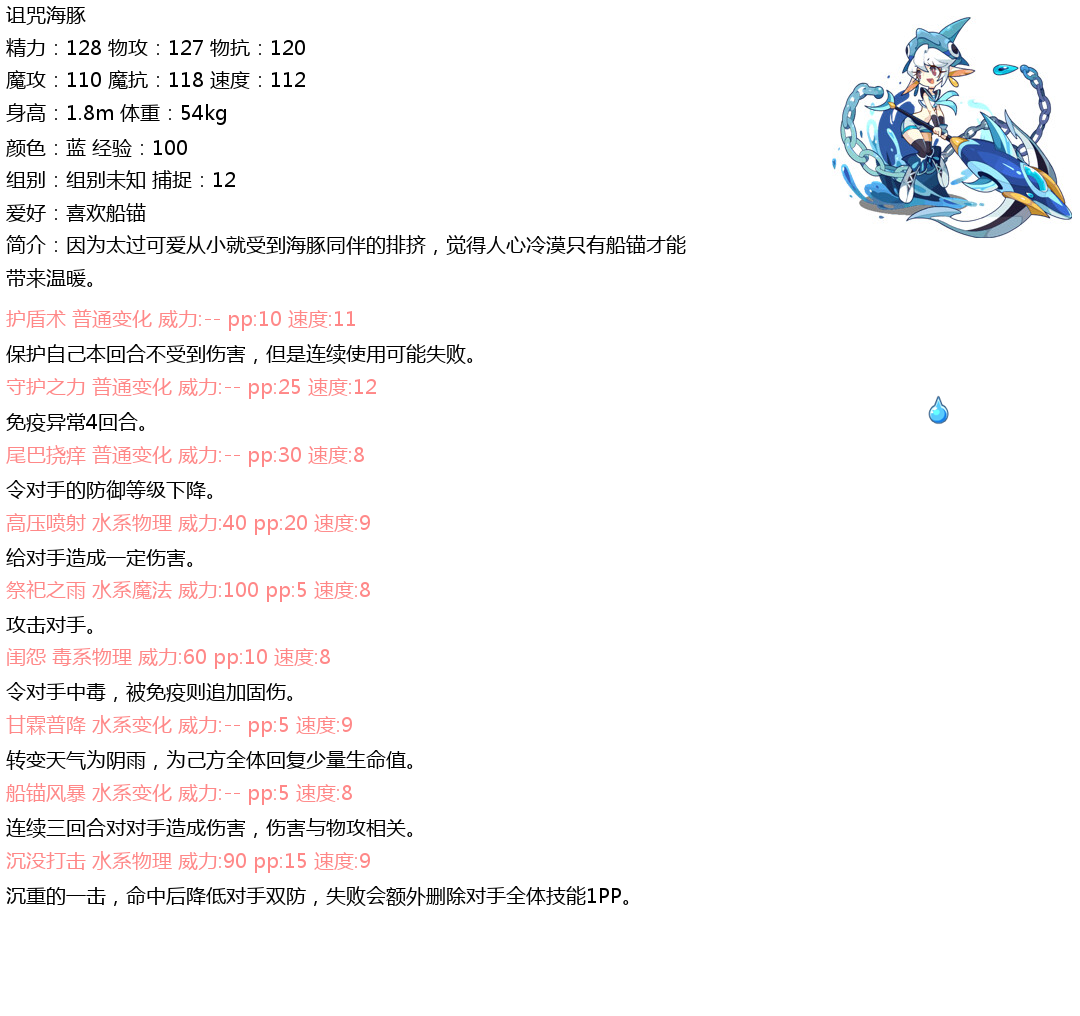 诅咒海豚
精力：128 物攻：127 物抗：120
魔攻：110 魔抗：118 速度：112
身高：1.8m 体重：54kg
颜色：蓝 经验：100
组别：组别未知 捕捉：12
爱好：喜欢船锚
简介：因为太过可爱从小就受到海豚同伴的排挤，觉得人心冷漠只有船锚才能
带来温暖。
护盾术 普通变化 威力:-- pp:10 速度:11
保护自己本回合不受到伤害，但是连续使用可能失败。
守护之力 普通变化 威力:-- pp:25 速度:12
免疫异常4回合。
尾巴挠痒 普通变化 威力:-- pp:30 速度:8
令对手的防御等级下降。
高压喷射 水系物理 威力:40 pp:20 速度:9
给对手造成一定伤害。
祭祀之雨 水系魔法 威力:100 pp:5 速度:8
攻击对手。
闺怨 毒系物理 威力:60 pp:10 速度:8
令对手中毒，被免疫则追加固伤。
甘霖普降 水系变化 威力:-- pp:5 速度:9
转变天气为阴雨，为己方全体回复少量生命值。
船锚风暴 水系变化 威力:-- pp:5 速度:8
连续三回合对对手造成伤害，伤害与物攻相关。
沉没打击 水系物理 威力:90 pp:15 速度:9
沉重的一击，命中后降低对手双防，失败会额外删除对手全体技能1PP。